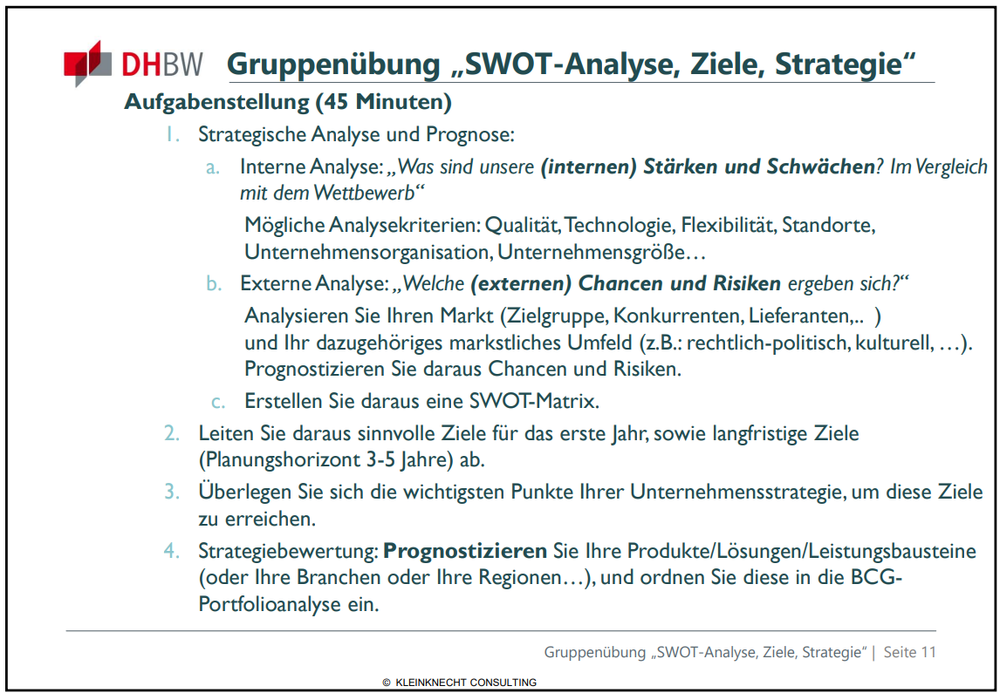 DHBW Gruppenübung „SWOT-Analyse, Ziele, Strategie“
Aufgabenstellung (45 Minuten)
1. Strategische Analyse und Prognose:
a. Interne Analyse: „Was sind unsere (internen) Stärken und Schwächen? Im Vergleich
mit dem Wettbewerb“
Mögliche Analysekriterien: Qualität, Technologie, Flexibilität, Standorte,
Unternehmensorganisation, Unternehmensgröße…
b. Externe Analyse: „Welche (externen) Chancen und Risiken ergeben sich?“
Analysieren Sie Ihren Markt (Zielgruppe, Konkurrenten, Lieferanten,.. )
und Ihr dazugehöriges markstliches Umfeld (z.B.: rechtlich-politisch, kulturell, …).
Prognostizieren Sie daraus Chancen und Risiken.
c. Erstellen Sie daraus eine SWOT-Matrix.
2. Leiten Sie daraus sinnvolle Ziele für das erste Jahr, sowie langfristige Ziele
(Planungshorizont 3-5 Jahre) ab.
3. Überlegen Sie sich die wichtigsten Punkte Ihrer Unternehmensstrategie, um diese Ziele
zu erreichen.
4. Strategiebewertung: Prognostizieren Sie Ihre Produkte/Lösungen/Leistungsbausteine
(oder Ihre Branchen oder Ihre Regionen…), und ordnen Sie diese in die BCG-
Portfolioanalyse ein.
Gruppenübung „SWOT-Analyse, Ziele, Strategie“ | Seite 11
© KLEINKNECHT CONSULTING